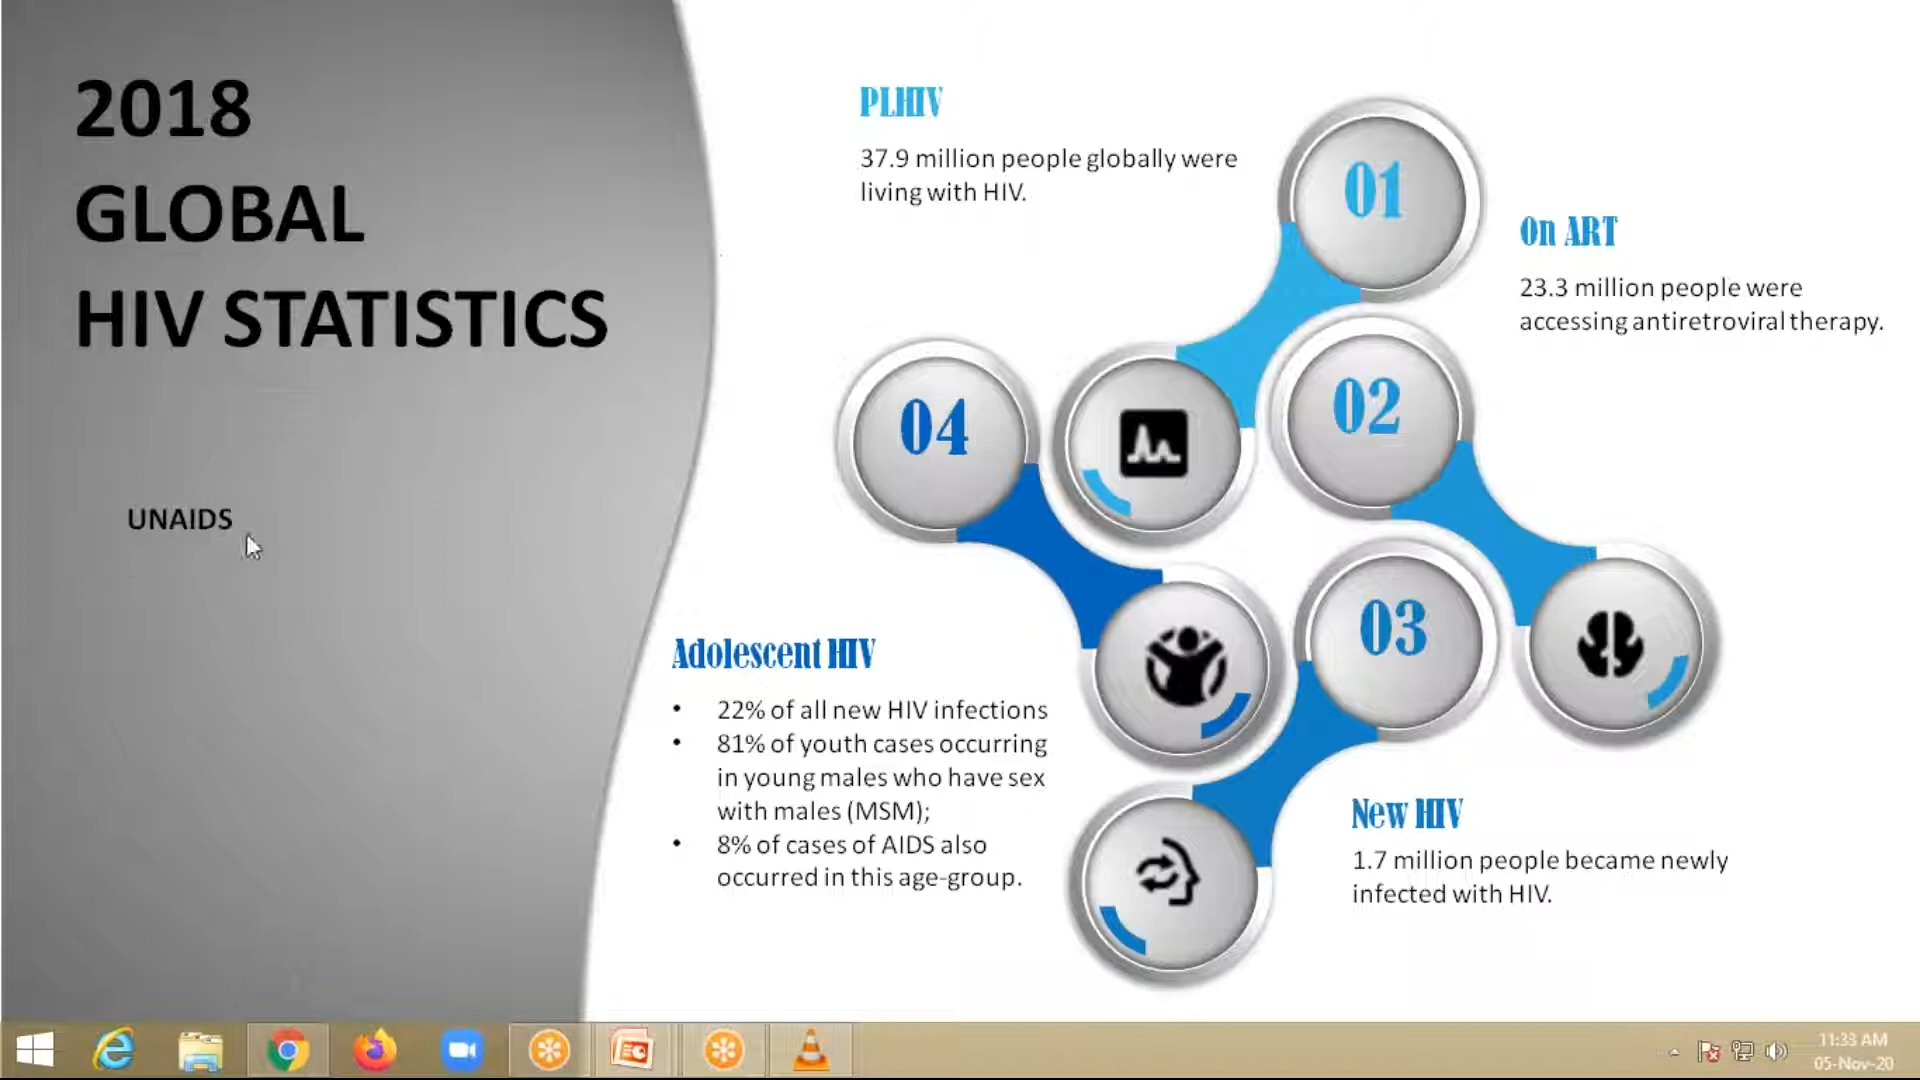 2018
GLOBAL
HIV STATISTICS
UNAIDS
PLHIV
37.9 million people globally were
living with HIV.
01
On ART
23.3 million people were
accessing antiretroviral therapy.
02
04
03
Adolescent HIV
• 22% of all new HIV infections
• 81% of youth cases occurring
in young males who have sex
with males (MSM);
• 8% of cases of AIDS also
occurred in this age-group.
New HIV
1.7 million people became newly
infected with HIV.
11:33 AM
05-Nov-20